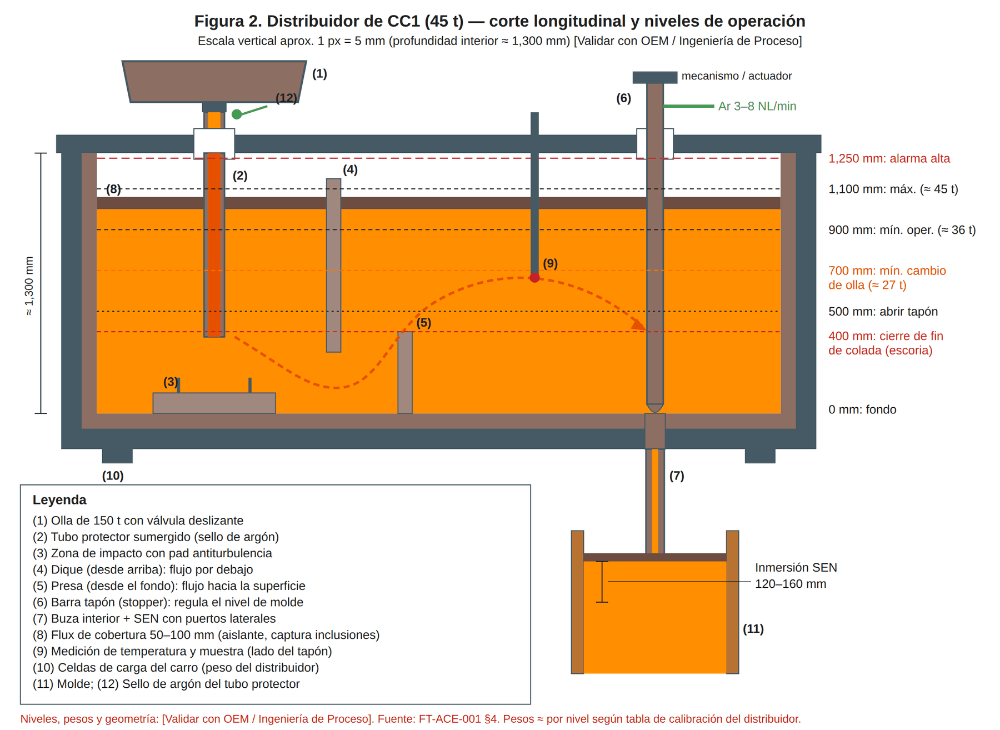 Figura 2. Distribuidor de CC1 (45 t) — corte longitudinal y niveles de operación
Escala vertical aprox. 1 px = 5 mm (profundidad interior ≈ 1,300 mm) [Validar con OEM / Ingeniería de Proceso]
(1)
mecanismo / actuador
(12)
(6)
Ar 3–8 NL/min
1,250 mm: alarma alta
(4)
(2)
(8)
1,100 mm: máx. (≈ 45 t)
900 mm: mín. oper. (≈ 36 t)
(9)
700 mm: mín. cambio
de olla (≈ 27 t)
≈ 1,300 mm
500 mm: abrir tapón
(5)
400 mm: cierre de fin
de colada (escoria)
(3)
0 mm: fondo
(10)
(7)
Leyenda
(1) Olla de 150 t con válvula deslizante
(2) Tubo protector sumergido (sello de argón)
(3) Zona de impacto con pad antiturbulencia
(4) Dique (desde arriba): flujo por debajo
(5) Presa (desde el fondo): flujo hacia la superficie
(6) Barra tapón (stopper): regula el nivel de molde
(7) Buza interior + SEN con puertos laterales
(8) Flux de cobertura 50–100 mm (aislante, captura inclusiones)
(9) Medición de temperatura y muestra (lado del tapón)
(10) Celdas de carga del carro (peso del distribuidor)
(11) Molde; (12) Sello de argón del tubo protector
Inmersión SEN
120–160 mm
(11)
Niveles, pesos y geometría: [Validar con OEM / Ingeniería de Proceso]. Fuente: FT-ACE-001 §4. Pesos ≈ por nivel según tabla de calibración del distribuidor.